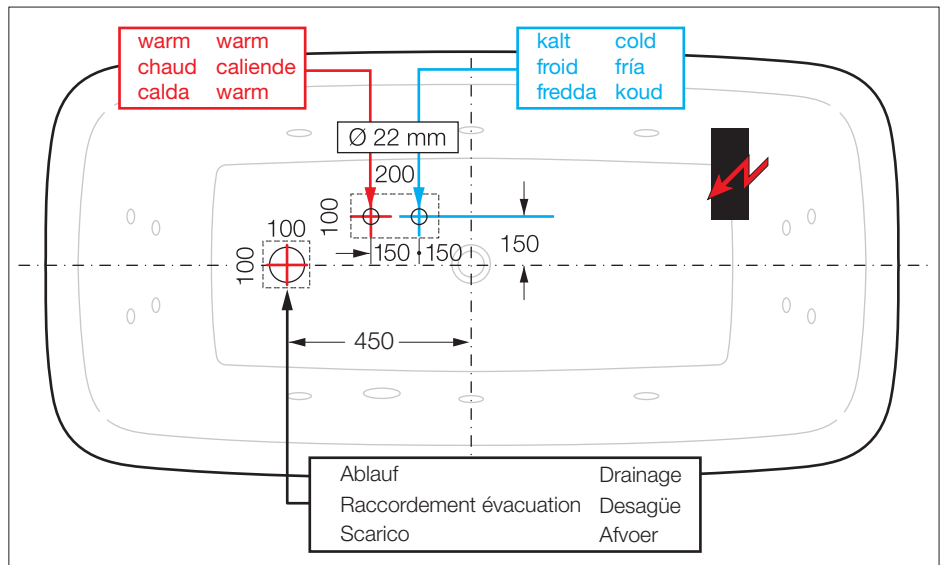 warm warm
chaud caliende
calda warm
kalt cold
froid fría
fredda koud
Ø 22 mm
200
100
100
100
150 150
150
450
Ablauf Drainage
Raccordement évacuation Desagüe
Scarico Afvoer